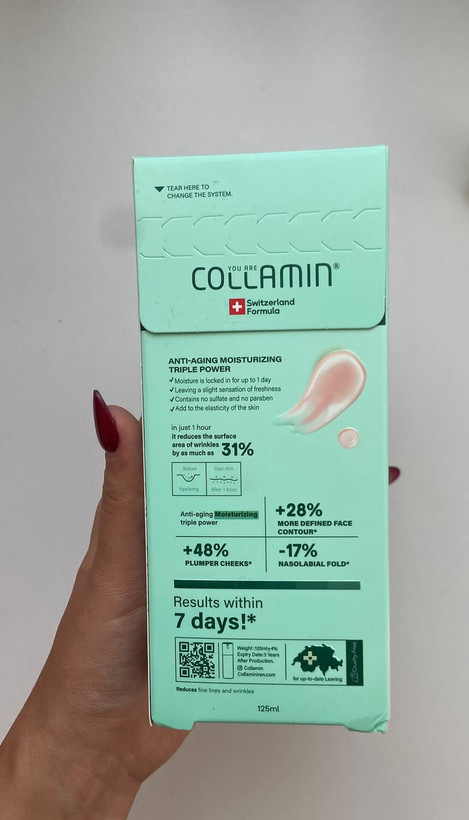 TEAR HERE TO
CHANGE THE SYSTEM.
YOU ARE
COLLAMIN®
Switzerland
Formula
ANTI-AGING MOISTURIZING
TRIPLE POWER
✓Moisture is locked in for up to 1 day
✓Leaving a slight sensation of freshness
✓Contains no sulfate and no paraben
✓Add to the elasticity of the skin
in just 1 hour
it reduces the surface
area of wrinkles
by as much as 31%
Before
Applying
Your skin
After 1 hour
Anti-aging Moisturizing
triple power
+28%
MORE DEFINED FACE
CONTOUR*
+48%
PLUMPER CHEEKS*
-17%
NASOLABIAL FOLD*
Results within
7 days!*
Weight:125ml±4%
Expiry Date:3 Years
After Production.
Collamin
Collaminiran.com
for up-to-date Leaving
Cruelty Free
Reduces fine lines and wrinkles
125ml